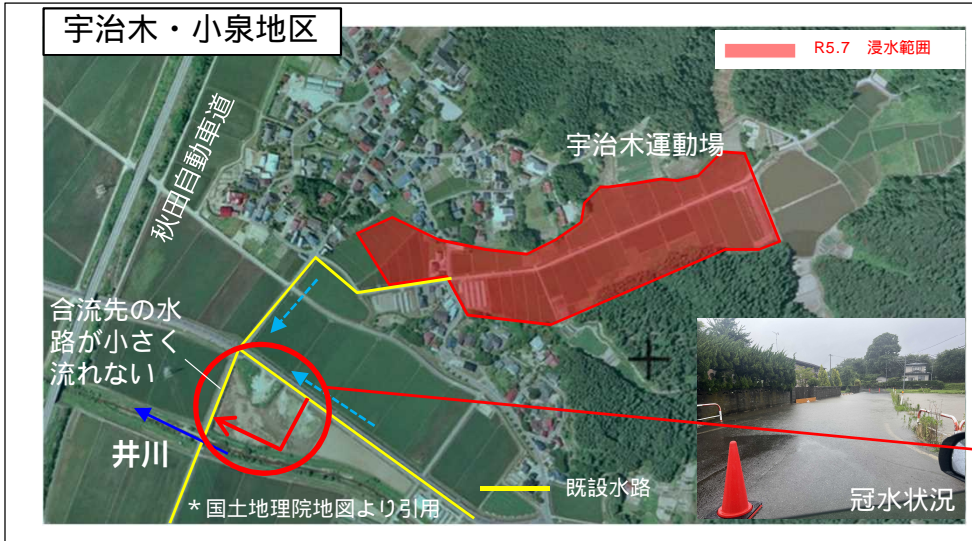 宇治木・小泉地区
R5.7 浸水範囲
秋田自動車道
宇治木運動場
合流先の水
路が小さく
流れない
井川
既設水路
*国土地理院地図より引用
冠水状況